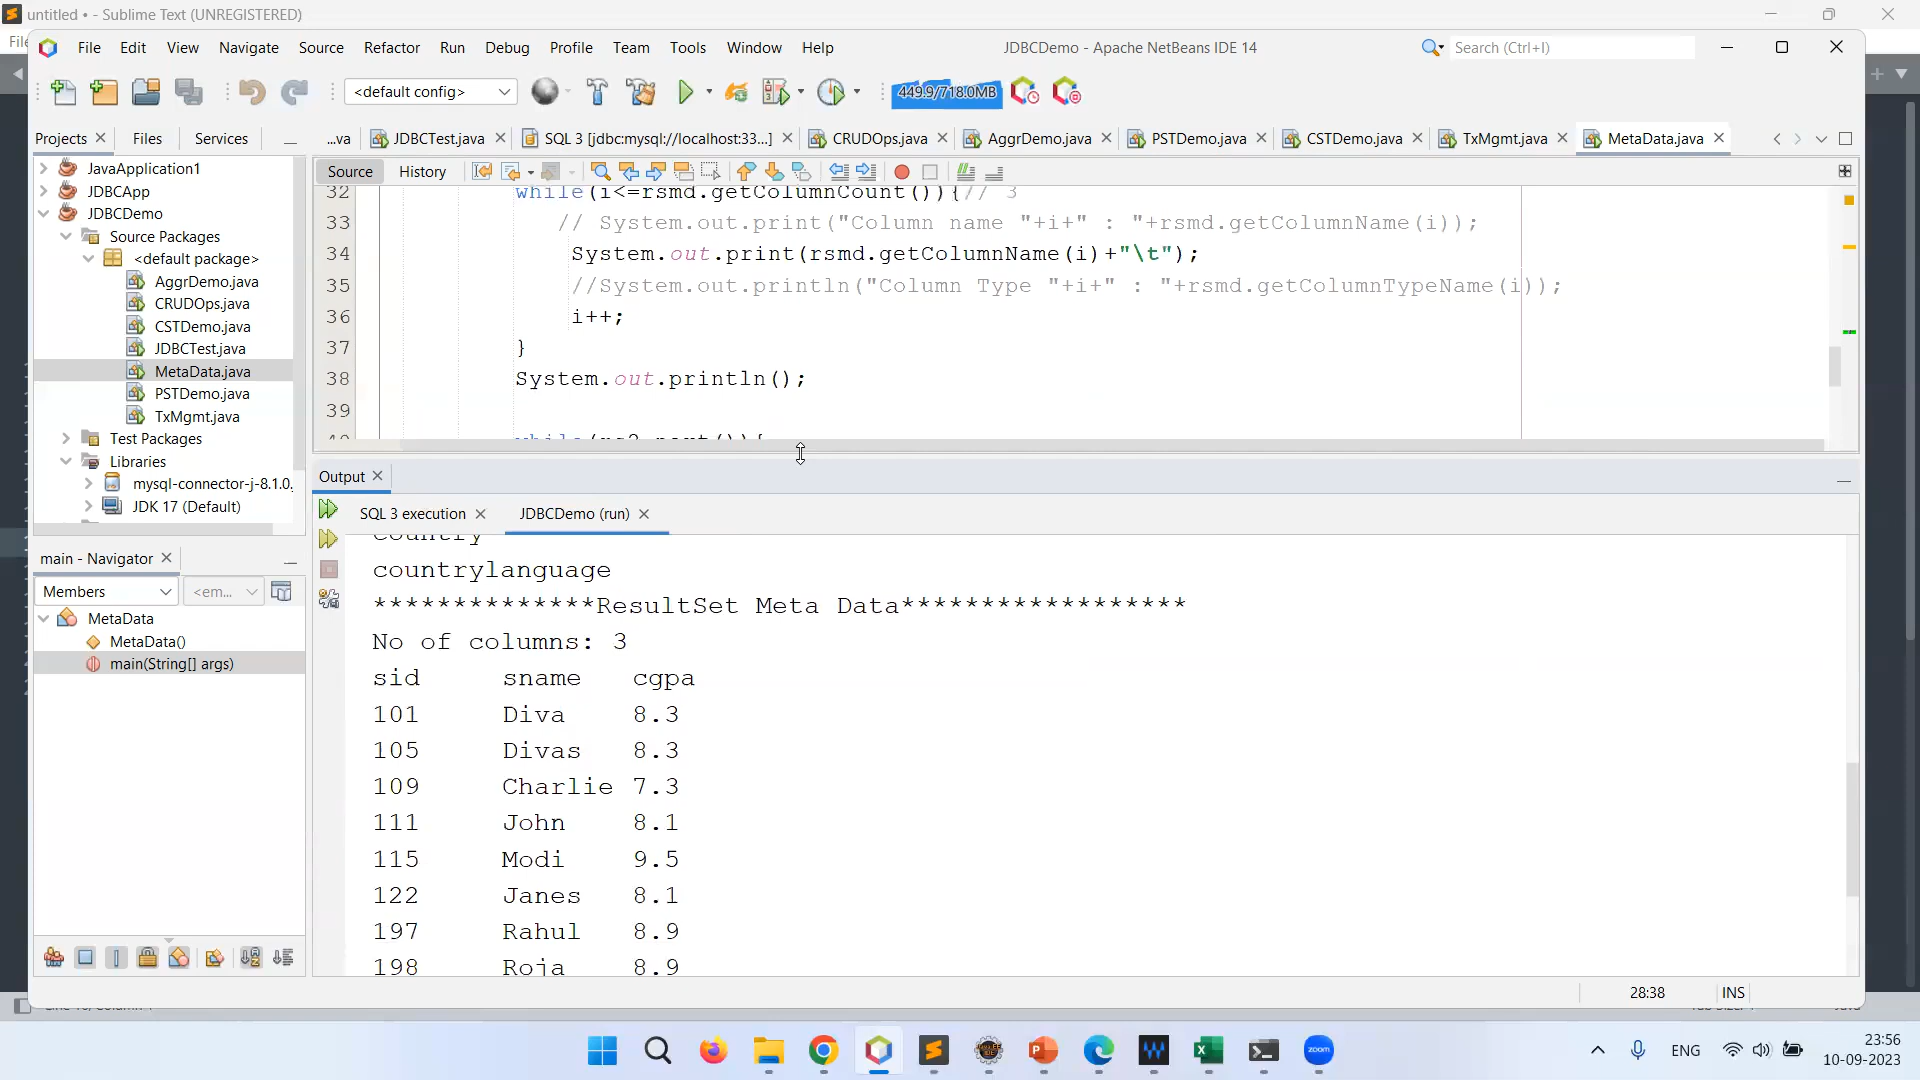 untitled • - Sublime Text (UNREGISTERED)
File Edit View Navigate Source Refactor Run Debug Profile Team Tools Window Help
JDBCDemo - Apache NetBeans IDE 14
Search (Ctrl+I)
<default config>
449.9/718.0MB
Projects Files Services
...va JDBCTest.java SQL 3 [jdbc:mysql://localhost:33...] CRUDOps.java AggrDemo.java PSTDemo.java CSTDemo.java TxMgmt.java MetaData.java
Source History
JavaApplication1
JDBCApp
JDBCDemo
Source Packages
<default package>
AggrDemo.java
CRUDOps.java
CSTDemo.java
JDBCTest.java
MetaData.java
PSTDemo.java
TxMgmt.java
Test Packages
Libraries
mysql-connector-j-8.1.0.
JDK 17 (Default)
32 while(i<=rsmd.getColumnCount()){// 3
33 // System.out.print("Column name "+i+" : "+rsmd.getColumnName(i));
34 System.out.print(rsmd.getColumnName(i)+"\t");
35 //System.out.println("Column Type "+i+" : "+rsmd.getColumnTypeName(i));
36 i++;
37 }
38 System.out.println();
39
main - Navigator
Members
<em...
MetaData
MetaData()
main(String[] args)
Output
SQL 3 execution JDBCDemo (run)
country
countrylanguage
**************ResultSet Meta Data******************
No of columns: 3
sid sname cgpa
101 Diva 8.3
105 Divas 8.3
109 Charlie 7.3
111 John 8.1
115 Modi 9.5
122 Janes 8.1
197 Rahul 8.9
198 Roja 8.9
28:38 INS
zoom
ENG
23:56
10-09-2023